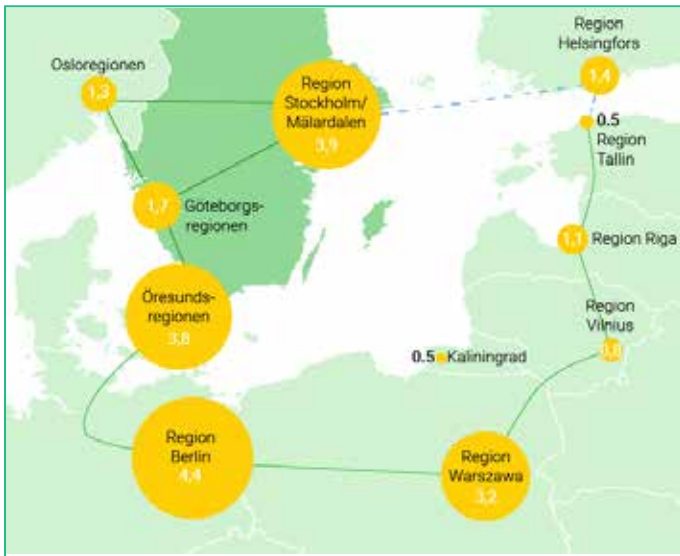 Osloregionen
1,3
Region
Stockholm/
Mälardalen
3,9
Region
Helsingfors
1,4
0.5
Region
Tallin
1,7
Göteborgs-
regionen
1,1 Region Riga
Öresunds-
regionen
3,8
Region
Vilnius
0,8
0.5 Kaliningrad
Region
Berlin
4,4
Region
Warszawa
3,2